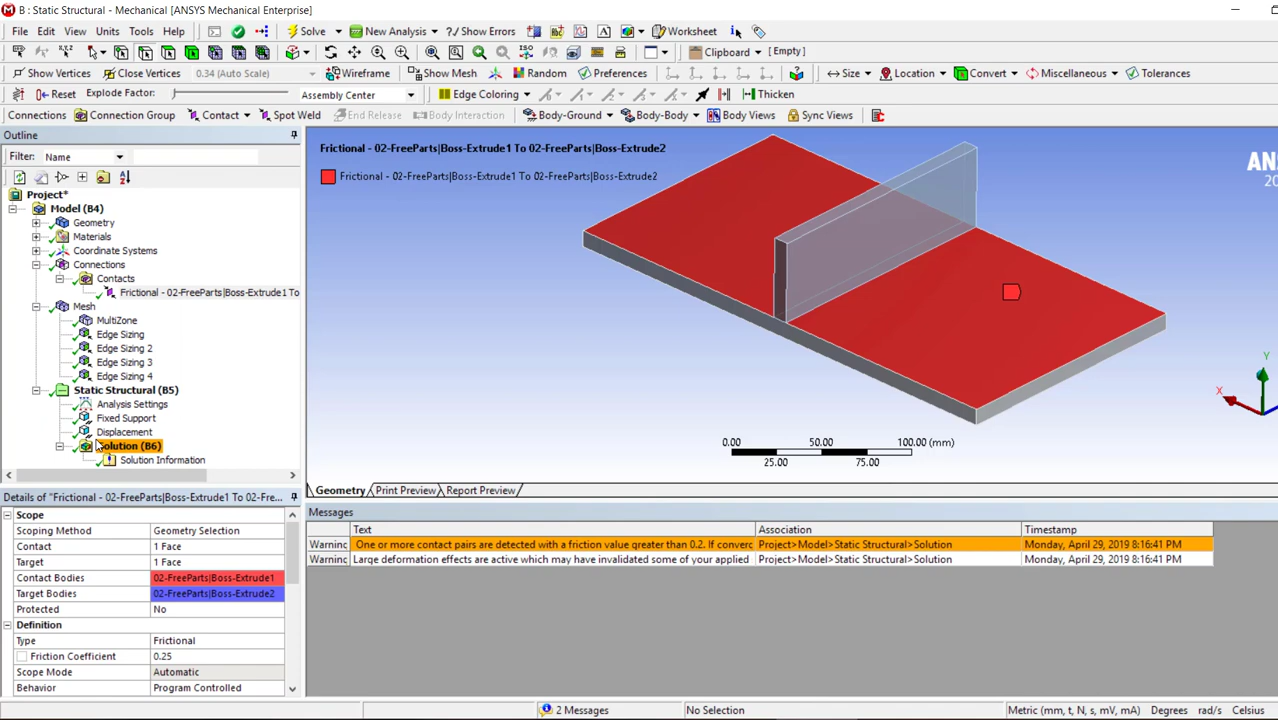 B : Static Structural - Mechanical [ANSYS Mechanical Enterprise]
File Edit View Units Tools Help Solve New Analysis ? Show Errors Worksheet
Clipboard [Empty]
Show Vertices Close Vertices 0.34 (Auto Scale) Wireframe Show Mesh Random Preferences Size Location Convert Miscellaneous Tolerances
Reset Explode Factor: Assembly Center Edge Coloring Thicken
Connections Connection Group Contact Spot Weld End Release Body Interaction Body-Ground Body-Body Body Views Sync Views
Outline
Filter: Name
Project*
Model (B4)
Geometry
Materials
Coordinate Systems
Connections
Contacts
Frictional - 02-FreeParts|Boss-Extrude1 To
Mesh
MultiZone
Edge Sizing
Edge Sizing 2
Edge Sizing 3
Edge Sizing 4
Static Structural (B5)
Analysis Settings
Fixed Support
Displacement
Solution (B6)
Solution Information
Frictional - 02-FreeParts|Boss-Extrude1 To 02-FreeParts|Boss-Extrude2
Frictional - 02-FreeParts|Boss-Extrude1 To 02-FreeParts|Boss-Extrude2
ANS
20
Y
X
0.00 50.00 100.00 (mm)
25.00 75.00
Geometry Print Preview Report Preview
Details of "Frictional - 02-FreeParts|Boss-Extrude1 To 02-Fre...
Scope
Scoping Method Geometry Selection
Contact 1 Face
Target 1 Face
Contact Bodies 02-FreeParts|Boss-Extrude1
Target Bodies 02-FreeParts|Boss-Extrude2
Protected No
Definition
Type Frictional
Friction Coefficient 0.25
Scope Mode Automatic
Behavior Program Controlled
Messages
Text Association Timestamp
Warninc One or more contact pairs are detected with a friction value greater than 0.2. If converc Project>Model>Static Structural>Solution Monday, April 29, 2019 8:16:41 PM
Warninc Large deformation effects are active which may have invalidated some of your applied Project>Model>Static Structural>Solution Monday, April 29, 2019 8:16:41 PM
2 Messages No Selection Metric (mm, t, N, s, mV, mA) Degrees rad/s Celsius